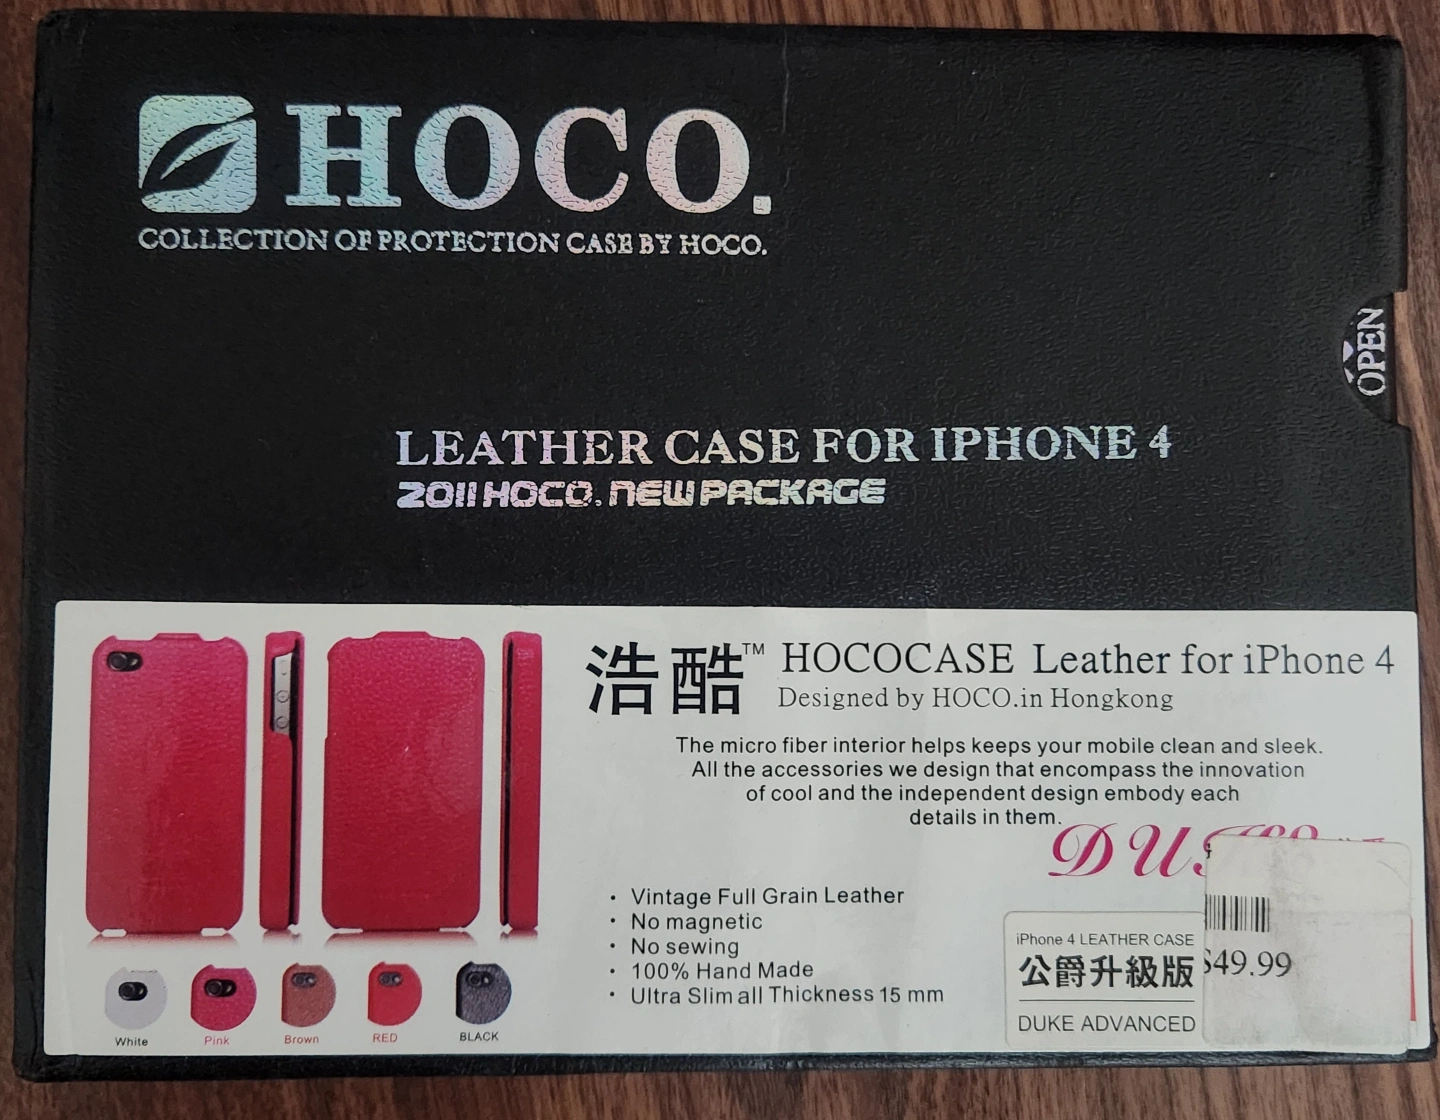 HOCO.
COLLECTION OF PROTECTION CASE BY HOCO.
OPEN
LEATHER CASE FOR IPHONE 4
2011 HOCO. NEW PACKAGE
浩酷™ HOCOCASE Leather for iPhone 4
Designed by HOCO.in Hongkong
The micro fiber interior helps keeps your mobile clean and sleek.
All the accessories we design that encompass the innovation
of cool and the independent design embody each
details in them.
• Vintage Full Grain Leather
• No magnetic
• No sewing
• 100% Hand Made
• Ultra Slim all Thickness 15 mm
iPhone 4 LEATHER CASE
公爵升級版
DUKE ADVANCED
$49.99
White
Pink
Brown
RED
BLACK